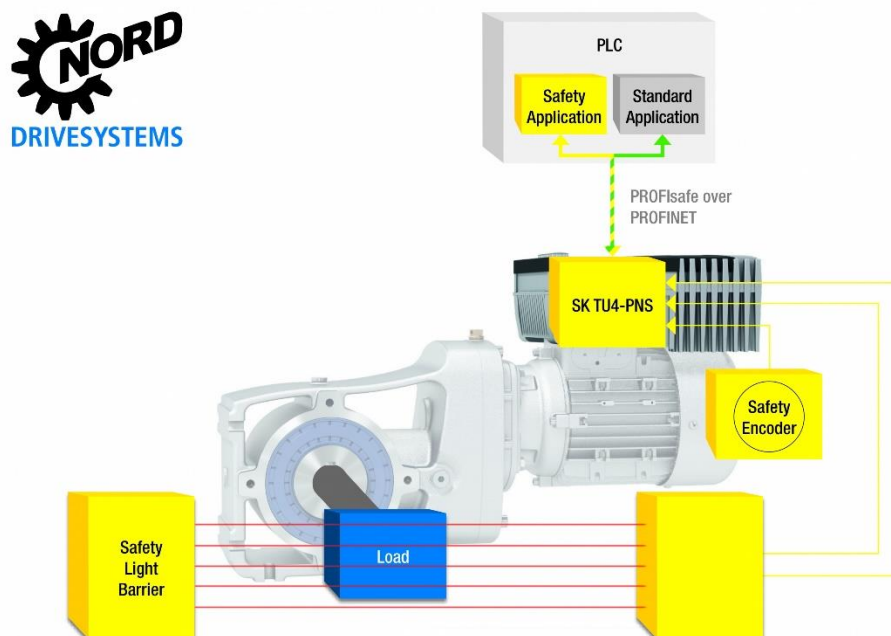 NORD
DRIVESYSTEMS
PLC
Safety
Application
Standard
Application
PROFIsafe over
PROFINET
SK TU4-PNS
Safety
Encoder
Safety
Light
Barrier
Load